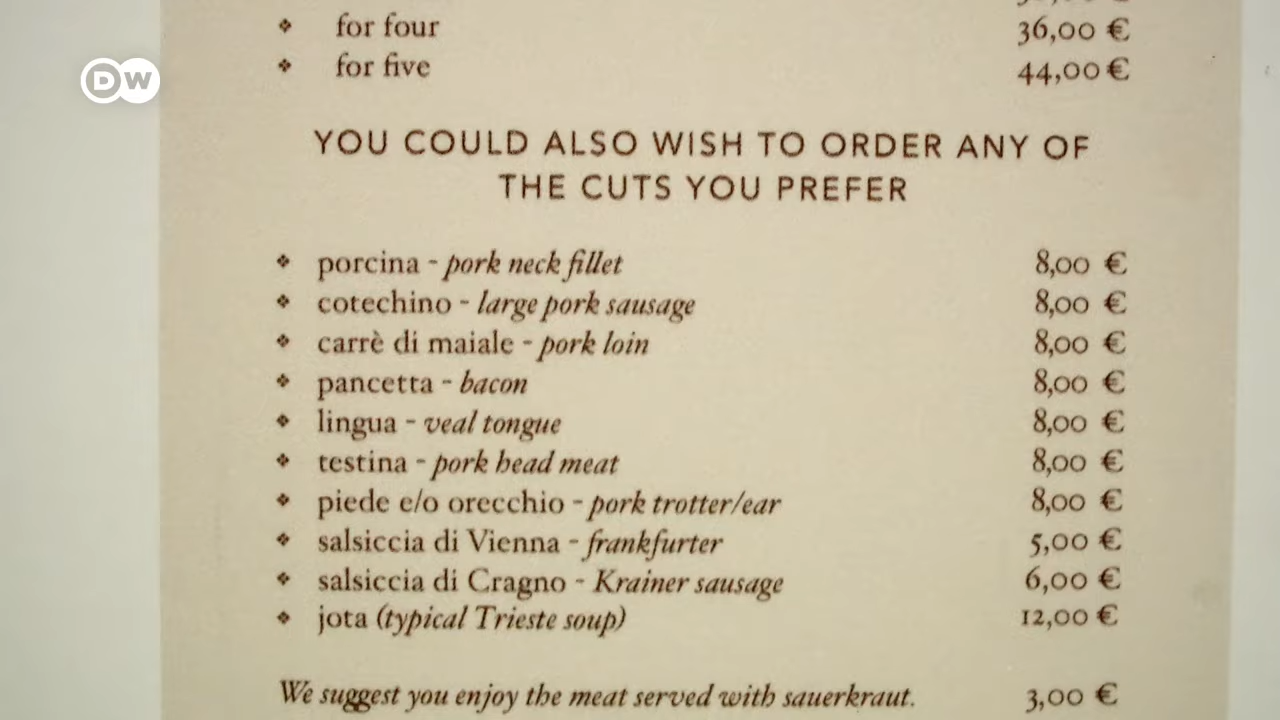 for four 36,00 €
for five 44,00 €
DW
YOU COULD ALSO WISH TO ORDER ANY OF
THE CUTS YOU PREFER
porcina - pork neck fillet 8,00 €
cotechino - large pork sausage 8,00 €
carrè di maiale - pork loin 8,00 €
pancetta - bacon 8,00 €
lingua - veal tongue 8,00 €
testina - pork head meat 8,00 €
piede e/o orecchio - pork trotter/ear 8,00 €
salsiccia di Vienna - frankfurter 5,00 €
salsiccia di Cragno - Krainer sausage 6,00 €
jota (typical Trieste soup) 12,00 €
We suggest you enjoy the meat served with sauerkraut. 3,00 €